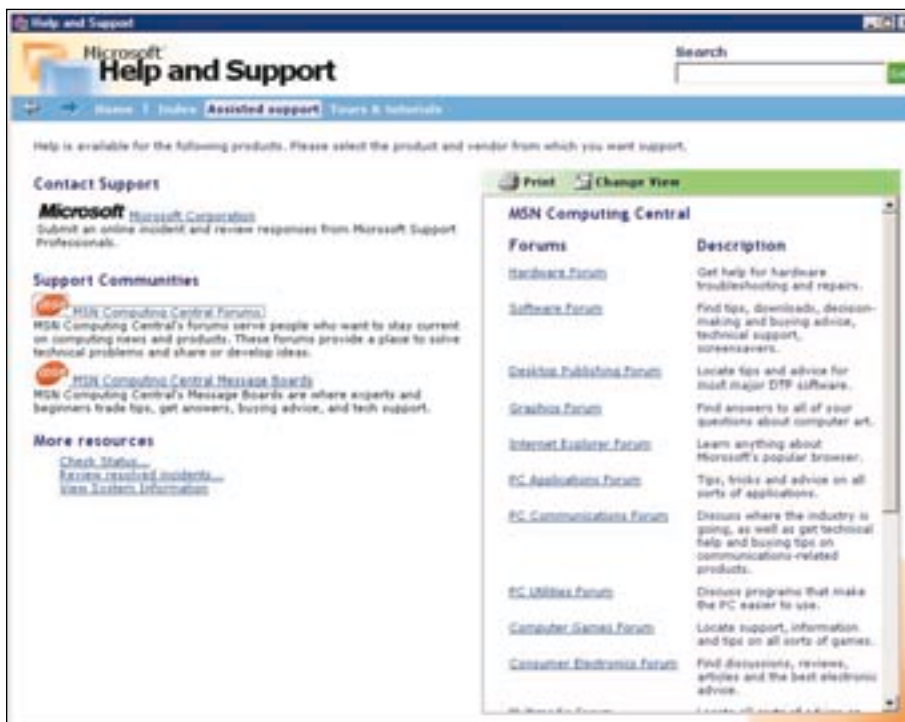 Help and Support
Microsoft
Help and Support
Search
Home | Index Assisted support Tours & tutorials
Help is available for the following products. Please select the product and vendor from which you want support.
Contact Support
Microsoft Microsoft Corporation
Submit an online incident and review responses from Microsoft Support
Professionals.
Support Communities
msn MSN Computing Central Forums
MSN Computing Central's forums serve people who want to stay current
on computing news and products. These forums provide a place to solve
technical problems and share or develop ideas.
msn MSN Computing Central Message Boards
MSN Computing Central's Message Boards are where experts and
beginners trade tips, get answers, buying advice, and tech support.
More resources
Check Status...
Review resolved incidents...
View System Information
Print Change View
MSN Computing Central
Forums Description
Hardware Forum Get help for hardware
troubleshooting and repairs.
Software Forum Find tips, downloads, decision-
making and buying advice,
technical support,
screensavers.
Desktop Publishing Forum Locate tips and advice for
most major DTP software.
Graphics Forum Find answers to all of your
questions about computer art.
Internet Explorer Forum Learn anything about
Microsoft's popular browser.
PC Applications Forum Tips, tricks and advice on all
sorts of applications.
PC Communications Forum Discuss where the industry is
going, as well as get technical
help and buying tips on
communications-related
products.
PC Utilities Forum Discuss programs that make
the PC easier to use.
Computer Games Forum Locate support, information
and tips on all sorts of games.
Consumer Electronics Forum Find discussions, reviews,
articles and the best electronic
advice.